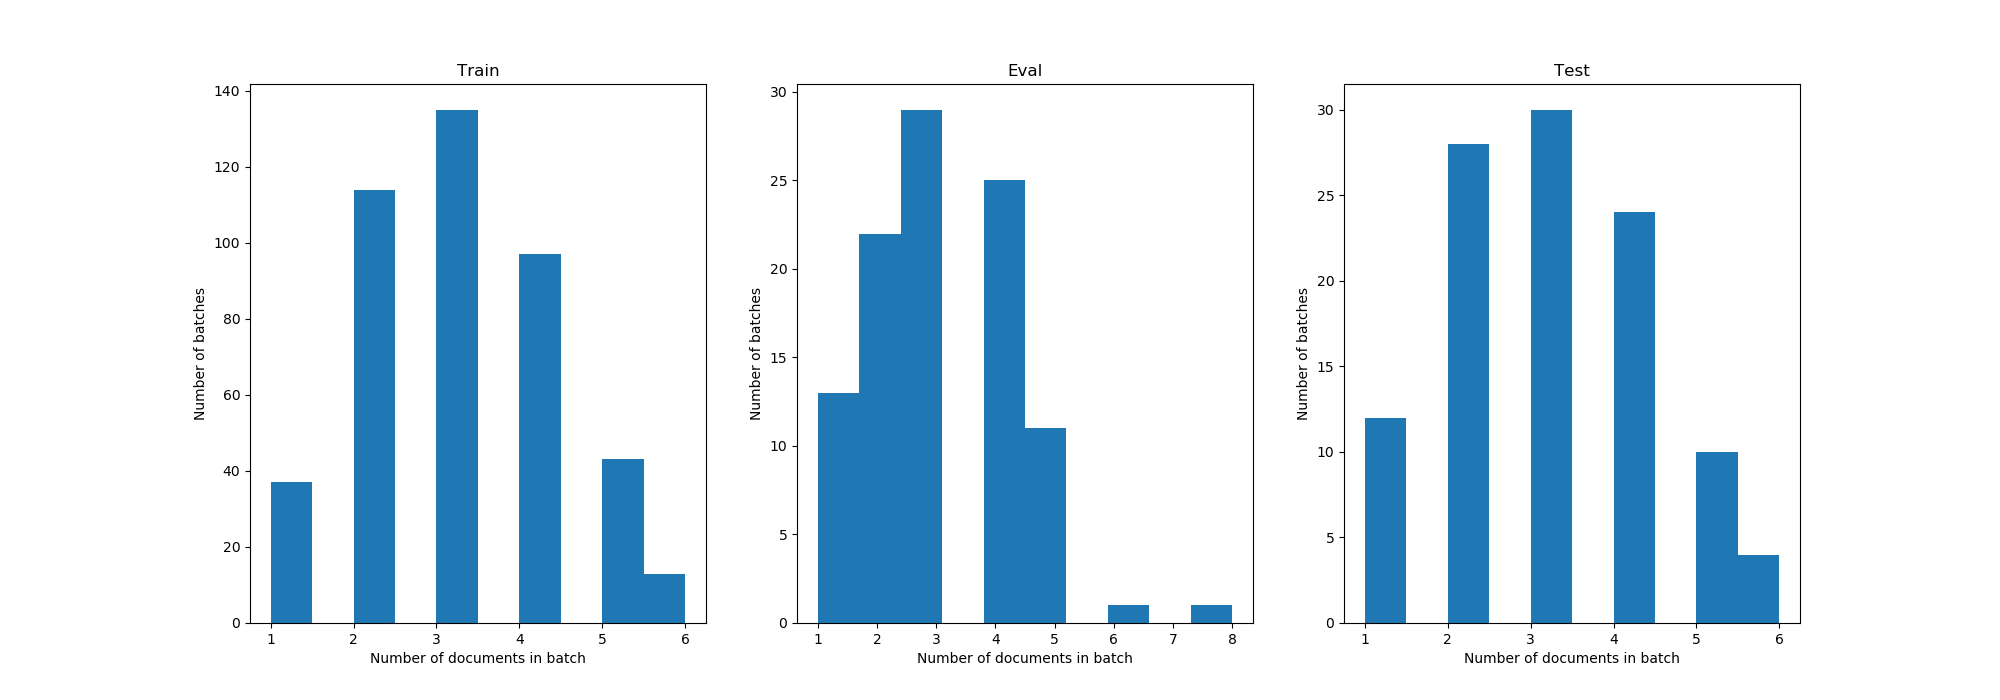 Train
140
120
100
80
60
40
20
0
Number of batches
1 2 3 4 5 6
Number of documents in batch
Eval
30
25
20
15
10
5
0
Number of batches
1 2 3 4 5 6 7 8
Number of documents in batch
Test
30
25
20
15
10
5
0
Number of batches
1 2 3 4 5 6
Number of documents in batch